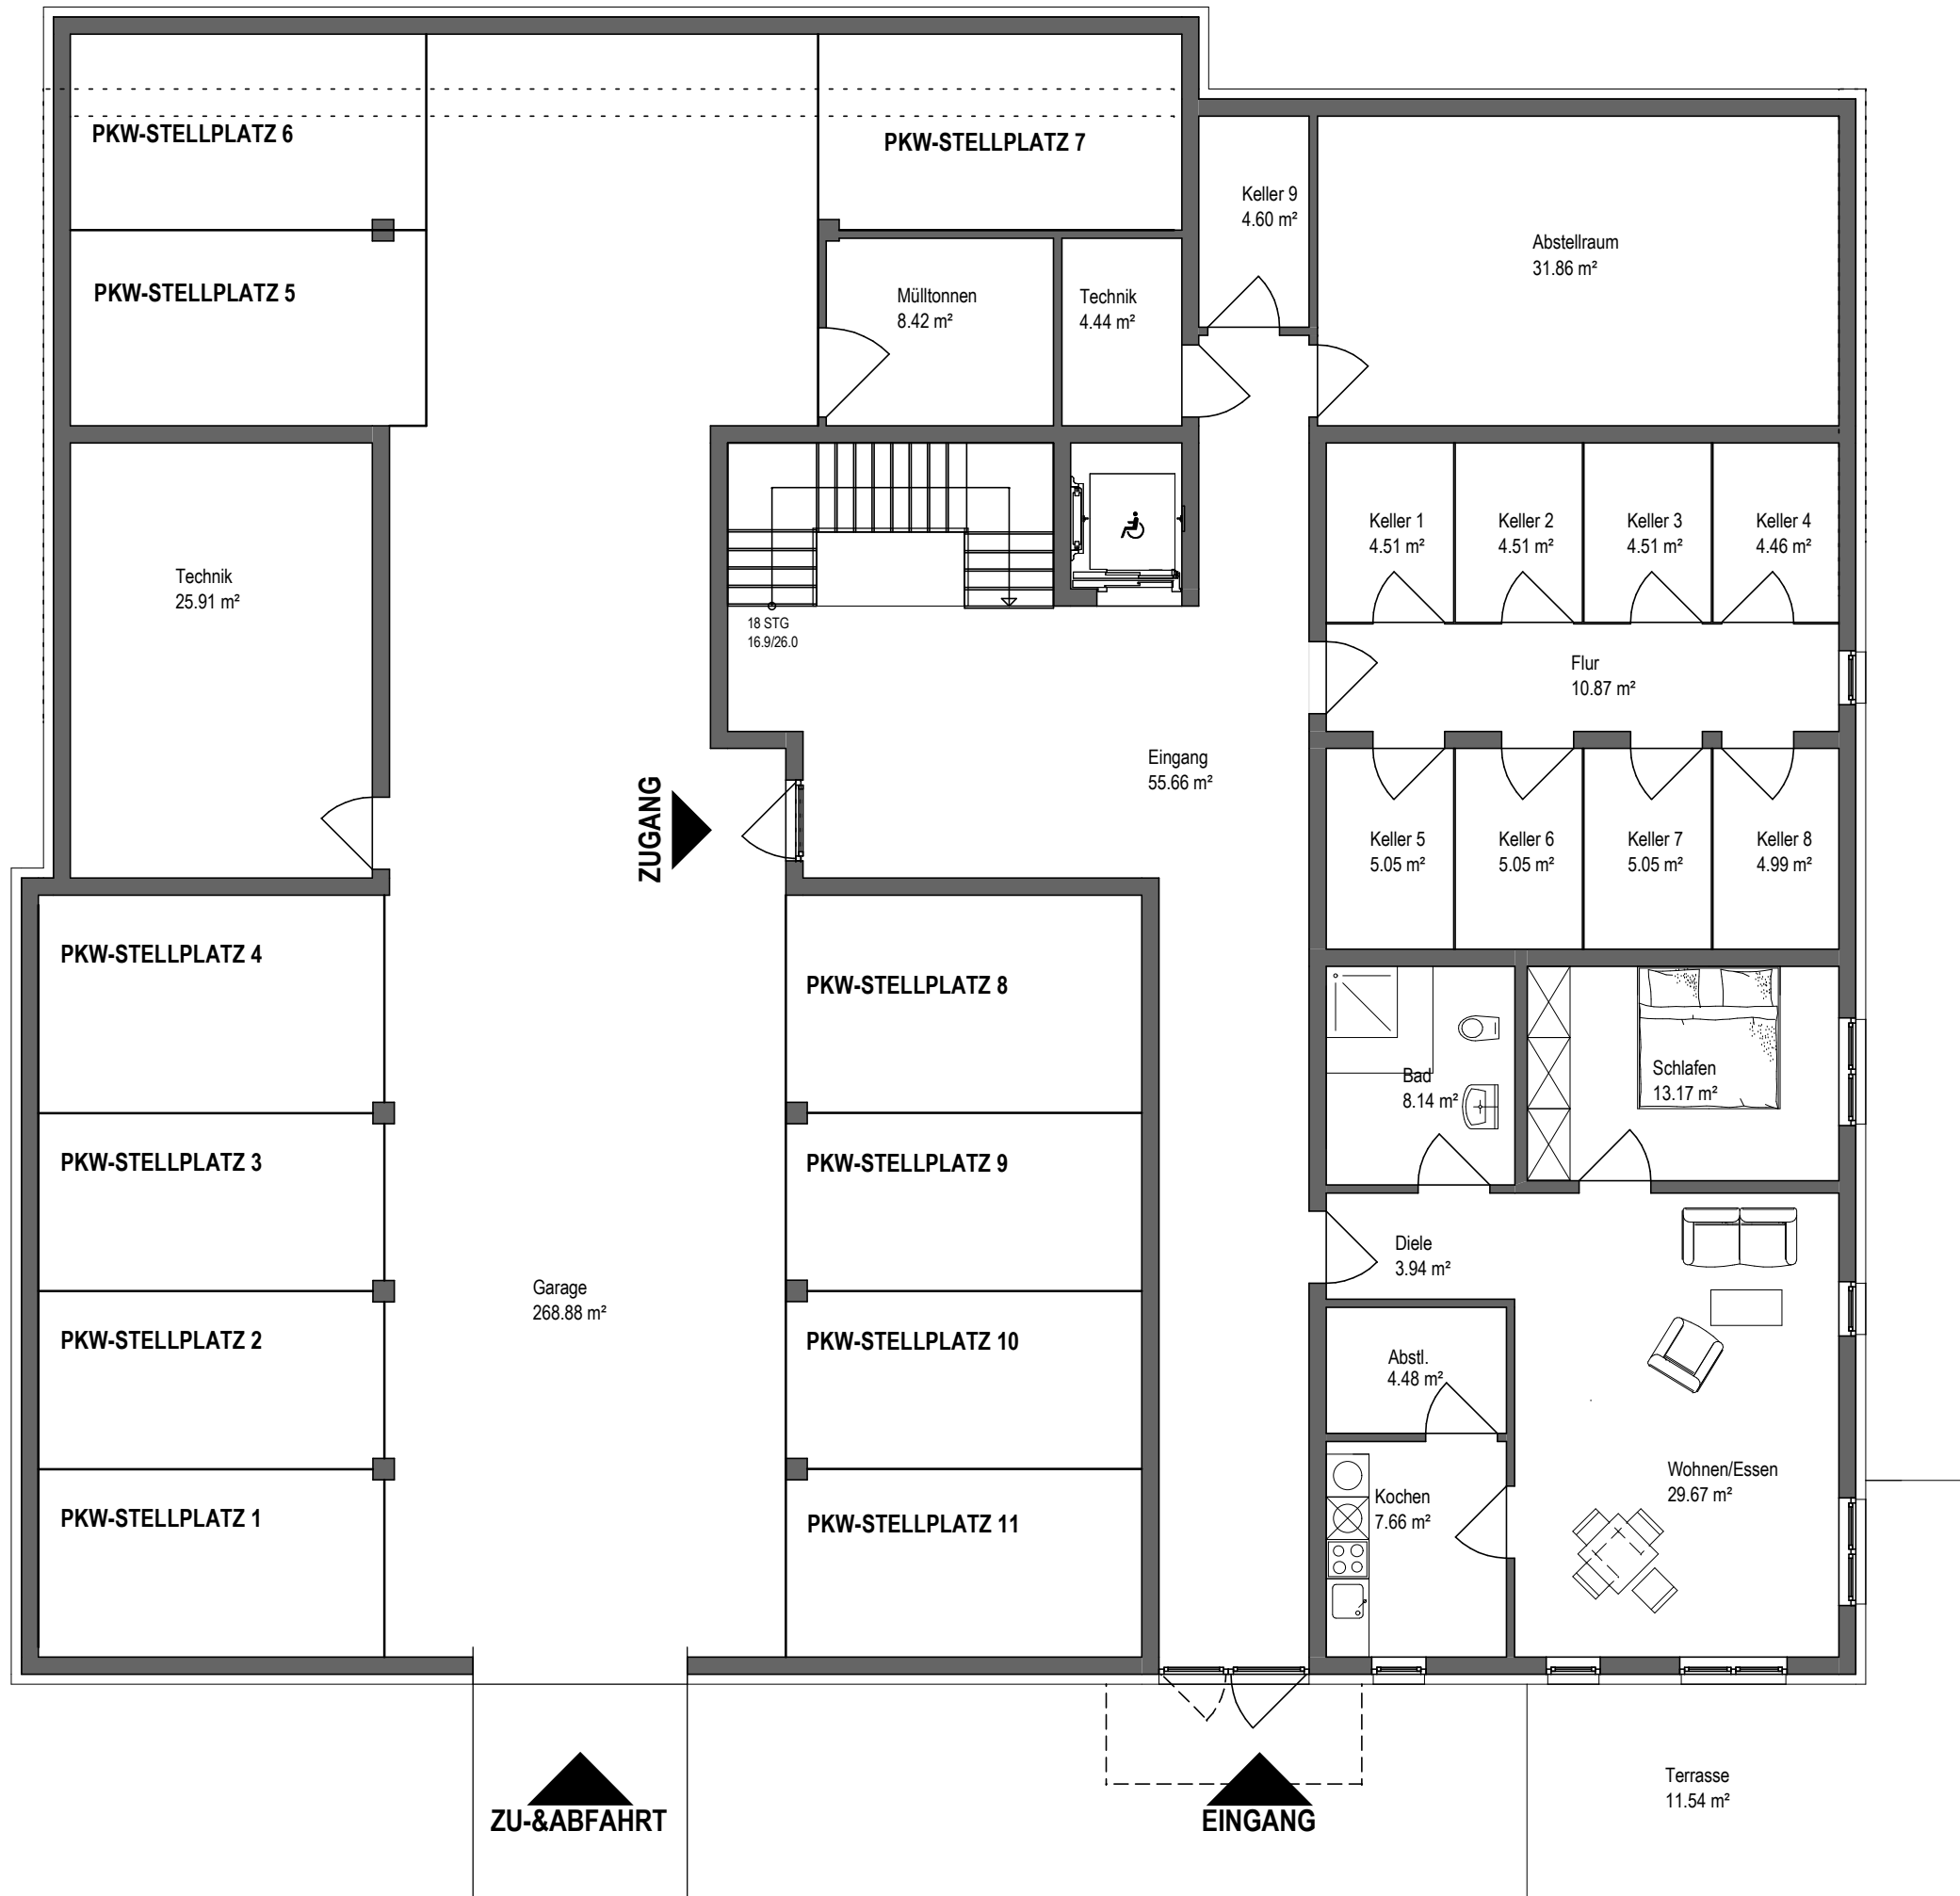 PKW-STELLPLATZ 6
PKW-STELLPLATZ 7
Keller 9
4.60 m²
Abstellraum
31.86 m²
PKW-STELLPLATZ 5
Mülltonnen
8.42 m²
Technik
4.44 m²
Keller 1
4.51 m²
Keller 2
4.51 m²
Keller 3
4.51 m²
Keller 4
4.46 m²
Technik
25.91 m²
18 STG
16.9/26.0
Flur
10.87 m²
Eingang
55.66 m²
ZUGANG
Keller 5
5.05 m²
Keller 6
5.05 m²
Keller 7
5.05 m²
Keller 8
4.99 m²
PKW-STELLPLATZ 4
PKW-STELLPLATZ 8
Bad
8.14 m²
Schlafen
13.17 m²
PKW-STELLPLATZ 3
PKW-STELLPLATZ 9
Diele
3.94 m²
Garage
268.88 m²
PKW-STELLPLATZ 2
PKW-STELLPLATZ 10
Abstl.
4.48 m²
Wohnen/Essen
29.67 m²
Kochen
7.66 m²
PKW-STELLPLATZ 1
PKW-STELLPLATZ 11
Terrasse
11.54 m²
ZU-&ABFAHRT
EINGANG